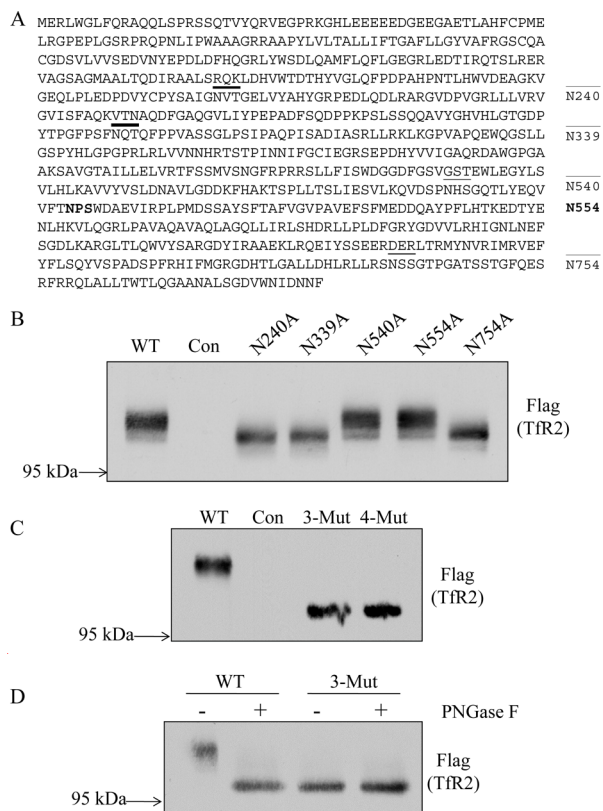 A
MERLWGLFQRAQQLSPRSSQTVYQRVEGPRKGHLEEEEEDGEEGAETLAHFCPME
LRGPEPLGSRPRQPNLIPWAAAGRRAAPYLVLTALLIFTGAFLLGYVAFRGSCQA
CGDSVLVVSEDVNYEPDLDFHQGRLYWSDLQAMFLQFLGEGRLEDTIRQTSLRER
VAGSAGMAALTQDIRAALSRQKLDHVWTDTHYVGLQFPDPAHPNTLHWVDEAGKV
GEQLPLEDPDVYCPYSAIGNVTGELVYAHYGRPEDLQDLRARGVDPVGRLLLVRV N240
GVISFAQKVTNAQDFGAQGVLIYPEPADFSQDPPKPSLSSQQAVYGHVHLGTGDP
YTPGFPSFNQTQFPPVASSGLPSIPAQPISADIASRLLRKLKGPVAPQEWQGSLL N339
GSPYHLGPGPRLRLVVNNHRTSTPINNIFGCIEGRSEPDHYVVIGAQRDAWGPGA
AKSAVGTAILLELVRTFSSMVSNGFRPRRSLLFISWDGGDFGSVGSTEWLEGYLS
VLHLKAVVYVSLDNAVLGDDKFHAKTSPLLTSLIESVLKQVDSPNHSGQTLYEQV N540
VFTNPSWDAEVIRPLPMDSSAYSFTAFVGVPAVEFSFMEDDQAYPFLHTKEDTYE N554
NLHKVLQGRLPAVAQAVAQLAGQLLIRLSHDRLLPLDFGRYGDVVLRHIGNLNEF
SGDLKARGLTLQWVYSARGDYIRAAEKLRQEIYSSEERDERLTRMYNVRIMRVEF
YFLSQYVSPADSPFRHIFMGRGDHTLGALLDHLRLLRSNSSGTPGATSSTGFQES N754
RFRRQLALLTWTLQGAANALSGDVWNIDNNF
B
WT Con N240A N339A N540A N554A N754A
Flag
(TfR2)
95 kDa
C
WT Con 3-Mut 4-Mut
Flag
(TfR2)
95 kDa
D
WT 3-Mut
- + - + PNGase F
Flag
(TfR2)
95 kDa